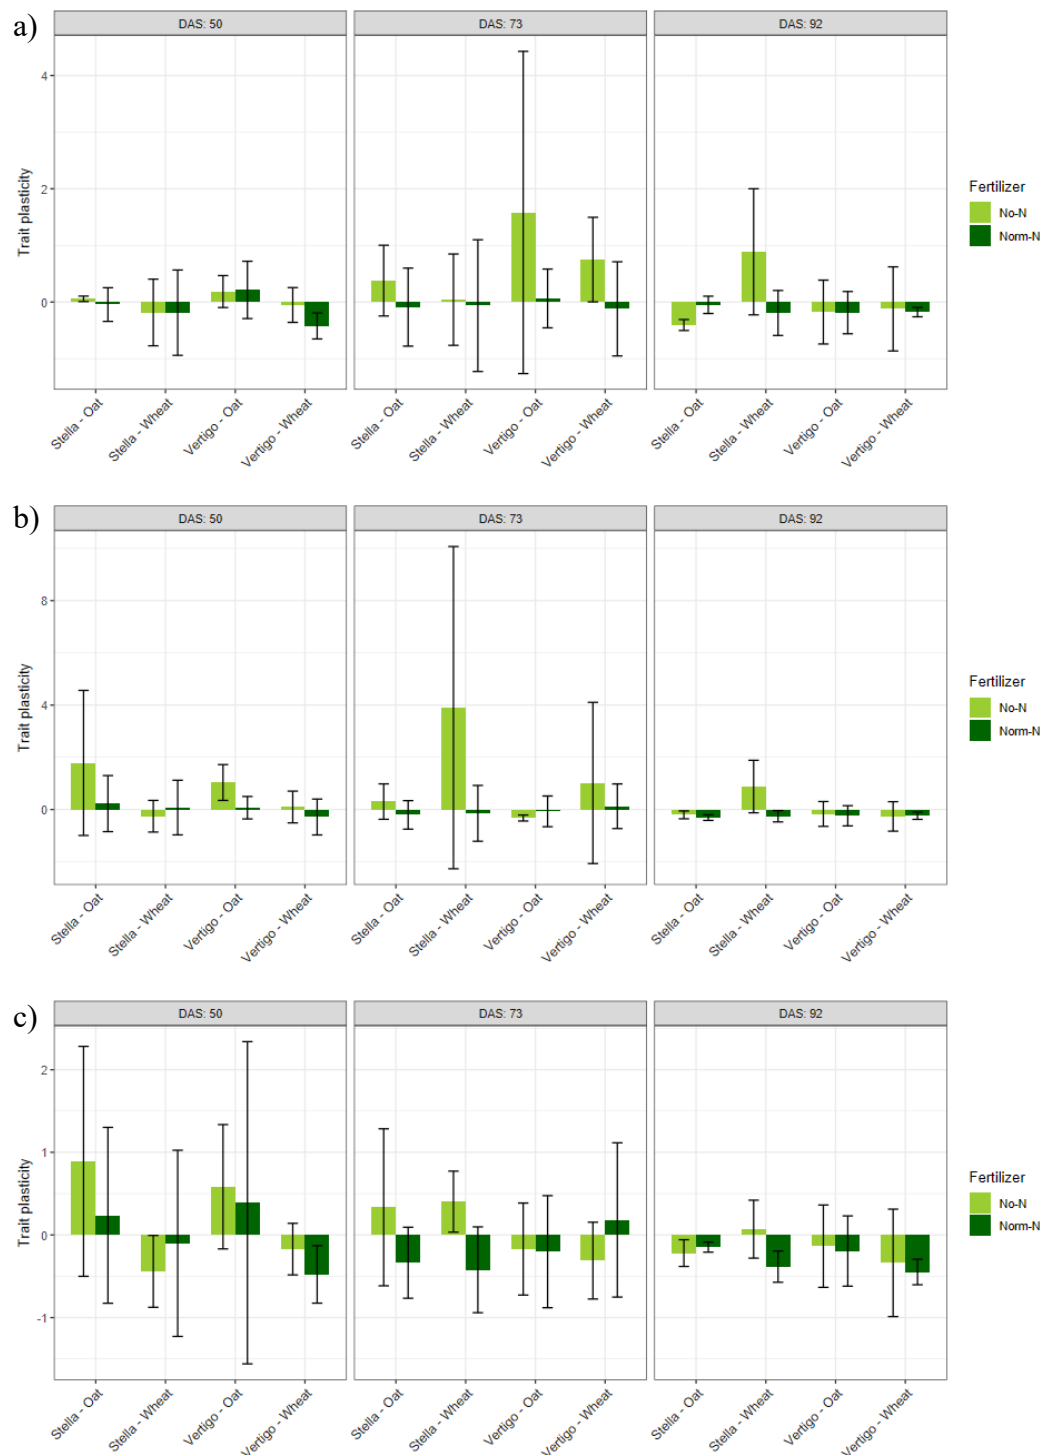 a)
DAS: 50
DAS: 73
DAS: 92
Trait plasticity
4
2
0
Stella - Oat
Stella - Wheat
Vertigo - Oat
Vertigo - Wheat
Stella - Oat
Stella - Wheat
Vertigo - Oat
Vertigo - Wheat
Stella - Oat
Stella - Wheat
Vertigo - Oat
Vertigo - Wheat
Fertilizer
No-N
Norm-N
b)
DAS: 50
DAS: 73
DAS: 92
Trait plasticity
8
4
0
Stella - Oat
Stella - Wheat
Vertigo - Oat
Vertigo - Wheat
Stella - Oat
Stella - Wheat
Vertigo - Oat
Vertigo - Wheat
Stella - Oat
Stella - Wheat
Vertigo - Oat
Vertigo - Wheat
Fertilizer
No-N
Norm-N
c)
DAS: 50
DAS: 73
DAS: 92
Trait plasticity
2
1
0
-1
Stella - Oat
Stella - Wheat
Vertigo - Oat
Vertigo - Wheat
Stella - Oat
Stella - Wheat
Vertigo - Oat
Vertigo - Wheat
Stella - Oat
Stella - Wheat
Vertigo - Oat
Vertigo - Wheat
Fertilizer
No-N
Norm-N